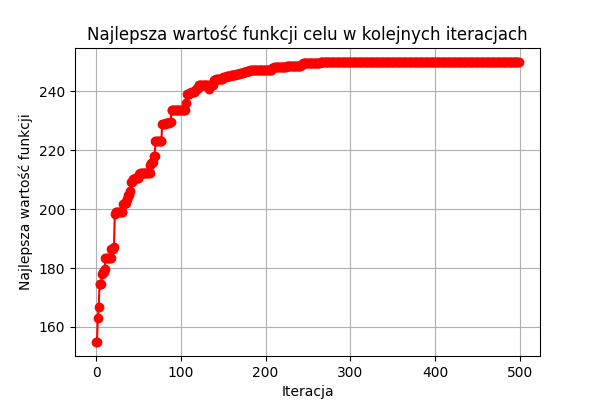 Najlepsza wartość funkcji celu w kolejnych iteracjach
Najlepsza wartość funkcji
240
220
200
180
160
0 100 200 300 400 500
Iteracja